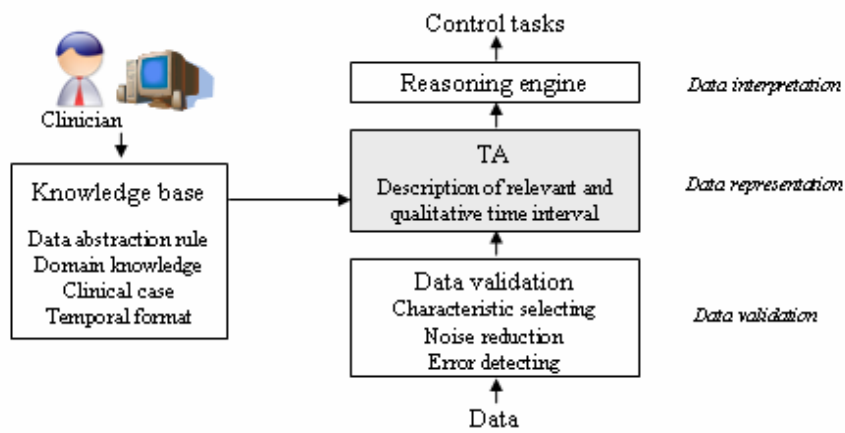 Control tasks
Reasoning engine
Data interpretation
Clinician
TA
Description of relevant and
qualitative time interval
Data representation
Knowledge base
Data abstraction rule
Domain knowledge
Clinical case
Temporal format
Data validation
Characteristic selecting
Noise reduction
Error detecting
Data validation
Data